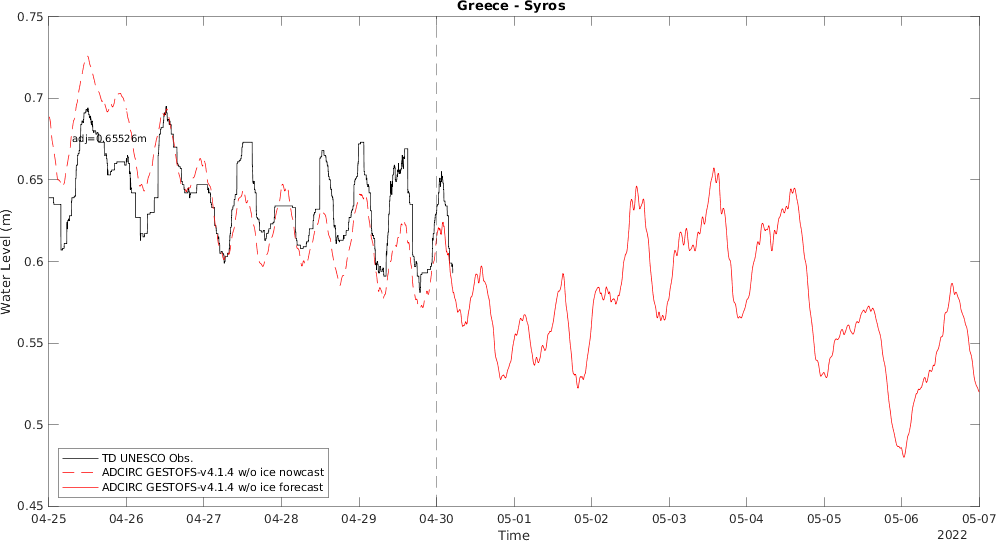 Greece - Syros
0.75
0.7
0.65
0.6
0.55
0.5
0.45
Water Level (m)
adj=0.65526m
TD UNESCO Obs.
ADCIRC GESTOFS-v4.1.4 w/o ice nowcast
ADCIRC GESTOFS-v4.1.4 w/o ice forecast
04-25 04-26 04-27 04-28 04-29 04-30 05-01 05-02 05-03 05-04 05-05 05-06 05-07
Time
2022